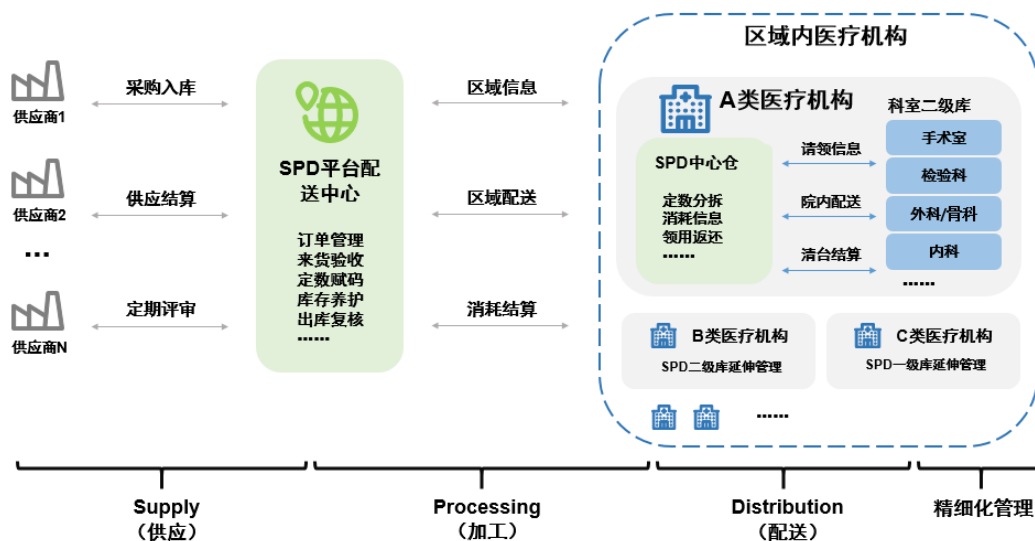 供应商1
供应商2
...
供应商N
采购入库
供应结算
定期评审
SPD平台配
送中心
订单管理
来货验收
定数赋码
库存养护
出库复核
······
区域信息
区域配送
消耗结算
区域内医疗机构
A类医疗机构
SPD中心仓
定数分拆
消耗信息
领用返还
······
请领信息
院内配送
清台结算
科室二级库
手术室
检验科
外科/骨科
内科
······
B类医疗机构
SPD二级库延伸管理
C类医疗机构
SPD一级库延伸管理
······
Supply
（供应）
Processing
（加工）
Distribution
（配送）
精细化管理